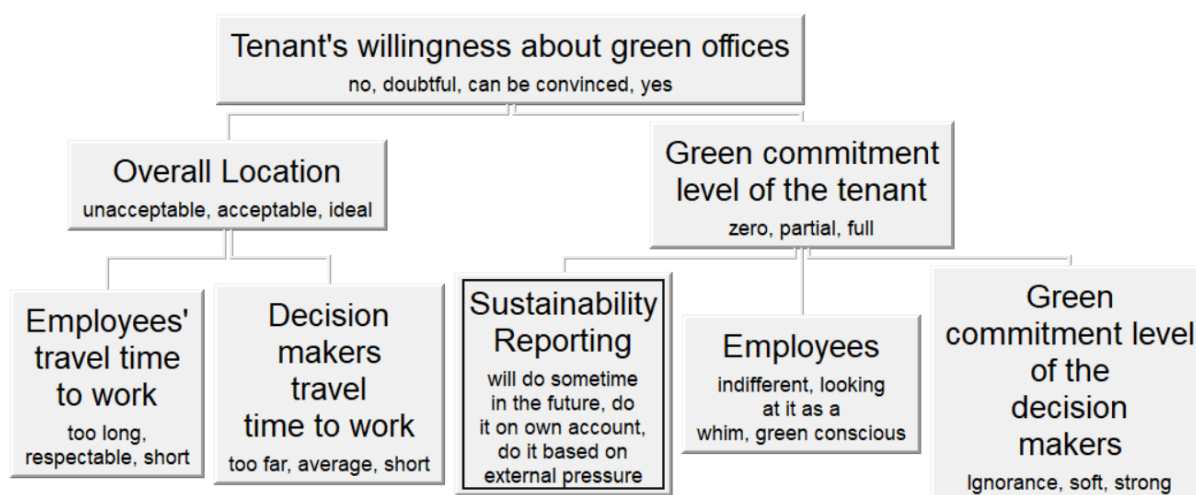 Tenant's willingness about green offices
no, doubtful, can be convinced, yes
Overall Location
unacceptable, acceptable, ideal
Green commitment
level of the tenant
zero, partial, full
Employees'
travel time
to work
too long,
respectable, short
Decision
makers
travel
time to work
too far, average, short
Sustainability
Reporting
will do sometime
in the future, do
it on own account,
do it based on
external pressure
Employees
indifferent, looking
at it as a
whim, green conscious
Green
commitment level
of the
decision
makers
Ignorance, soft, strong